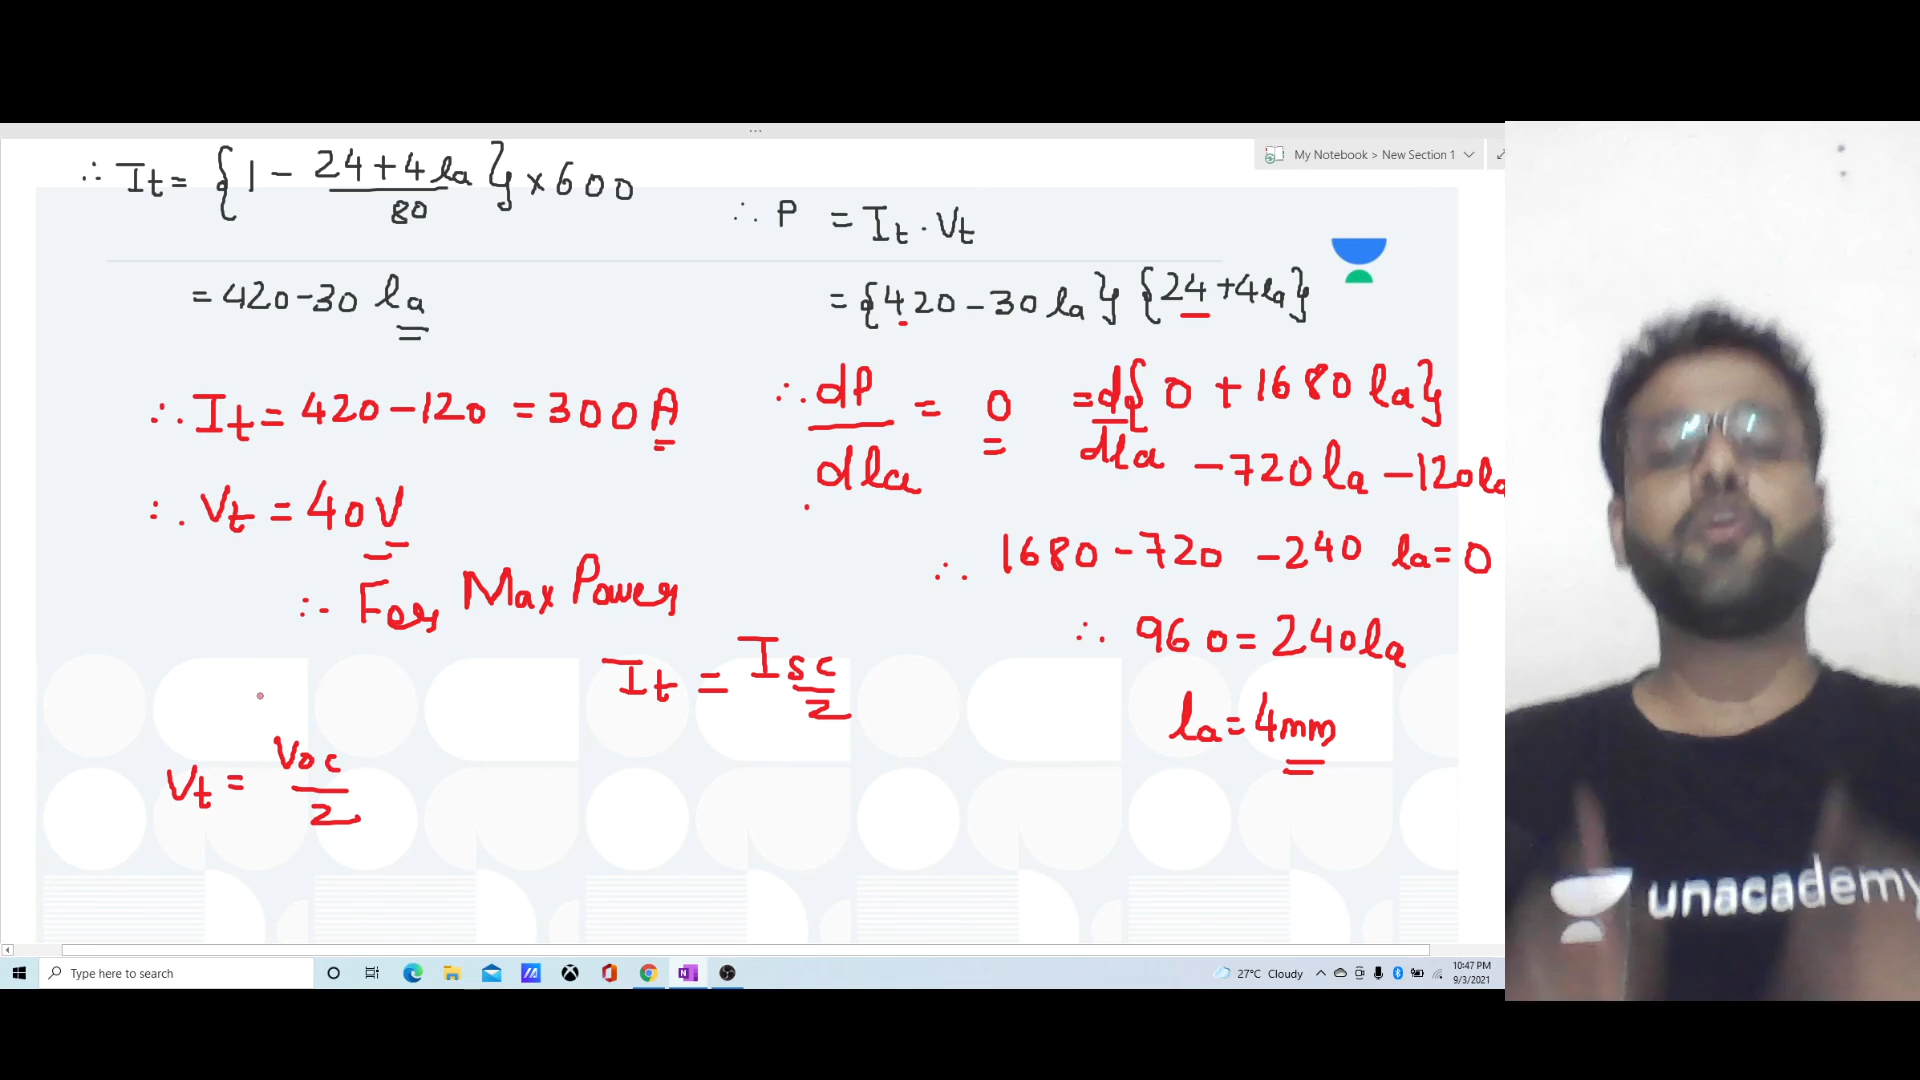 ...
My Notebook > New Section 1
∴ It = {1 - 24+4la/80} × 600
= 420-30 la
∴ It = 420-120 = 300 A
∴ Vt = 40V
∴ For Max Power
It = Isc/2
Vt = Voc/2
∴ P = It . Vt
= {420-30 la} {24+4la}
∴ dP/dla = 0 = d/dla {0 + 1680 la}
-720la -120la
∴ 1680-720 -240 la=0
∴ 960=240la
la=4mm
unacademy
Type here to search
27°C Cloudy
10:47 PM
9/3/2021